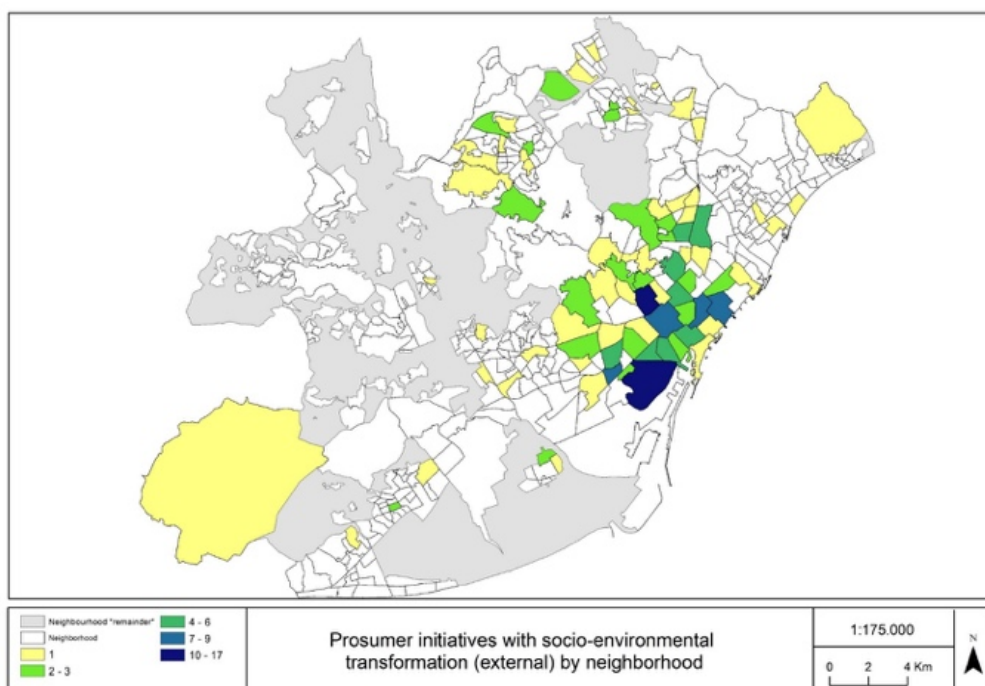 Neighbourhood "remainder"
Neighborhood
1
2 - 3
4 - 6
7 - 9
10 - 17
Prosumer initiatives with socio-environmental
transformation (external) by neighborhood
1:175.000
0 2 4 Km
N